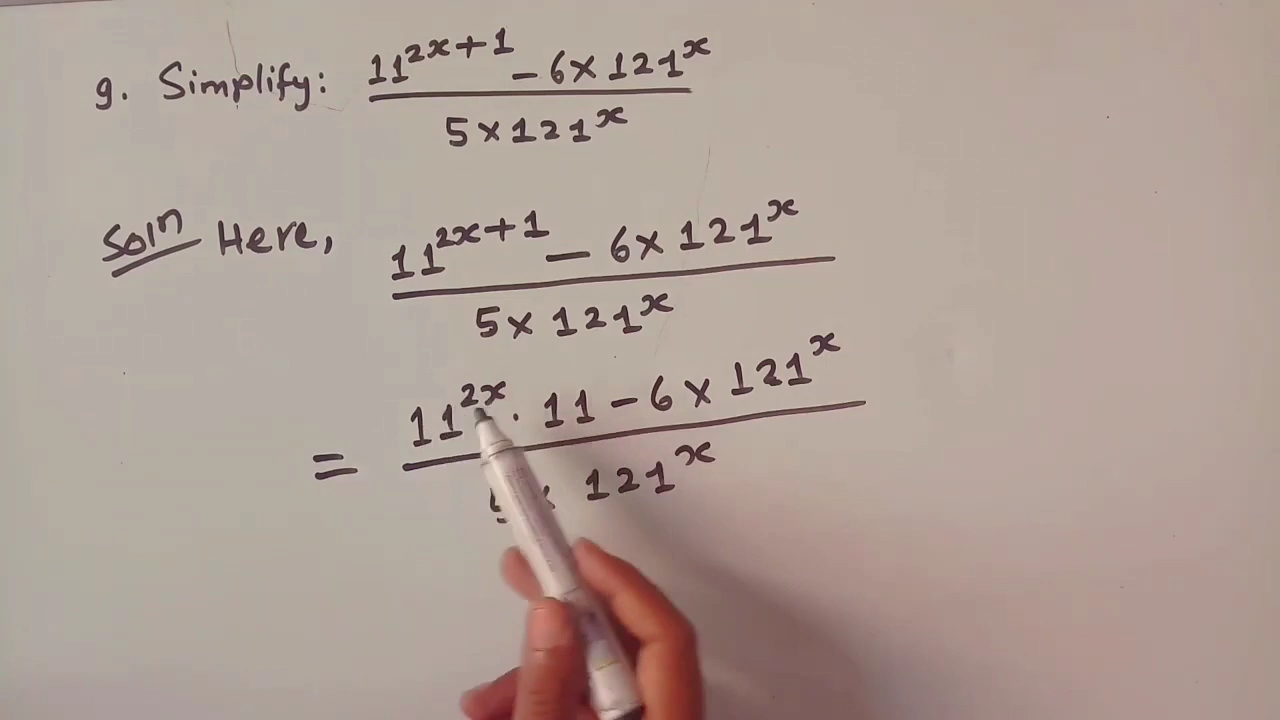 g. Simplify: 11^{2x+1} - 6 × 121^x
5 × 121^x
Soln Here, 11^{2x+1} - 6 × 121^x
5 × 121^x
= 11^{2x} . 11 - 6 × 121^x
5 × 121^x